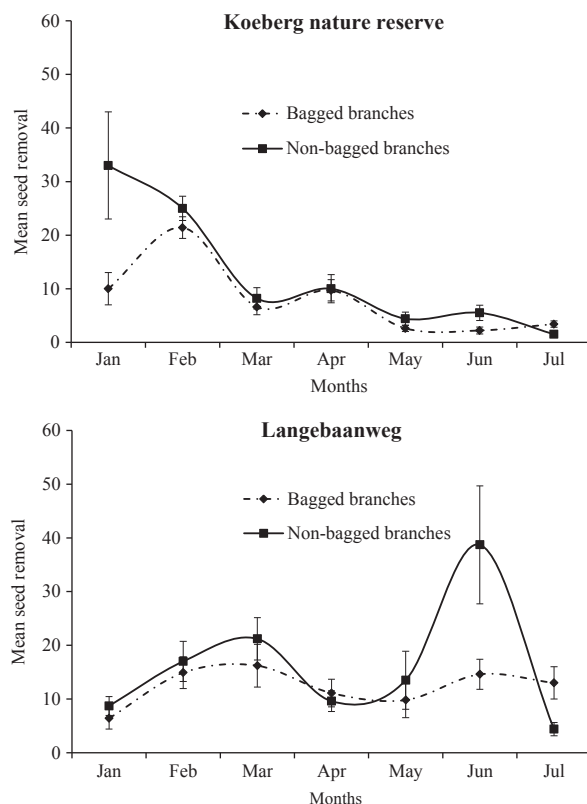 Koeberg nature reserve
60
50
40
30
20
10
0
Mean seed removal
Bagged branches
Non-bagged branches
Jan Feb Mar Apr May Jun Jul
Months
Langebaanweg
60
50
40
30
20
10
0
Mean seed removal
Bagged branches
Non-bagged branches
Jan Feb Mar Apr May Jun Jul
Months